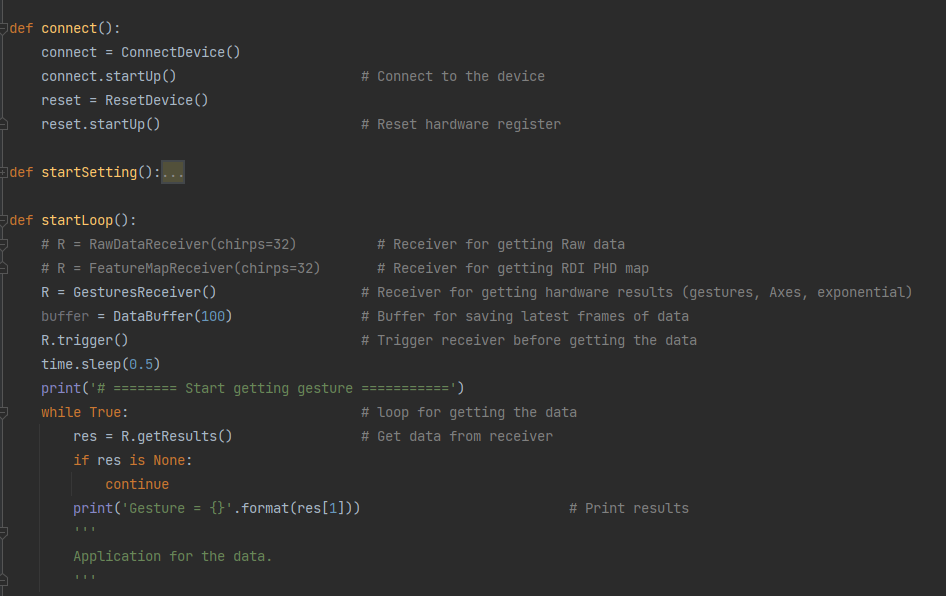 def connect():
    connect = ConnectDevice()
    connect.startUp()                       # Connect to the device
    reset = ResetDevice()
    reset.startUp()                         # Reset hardware register
def startSetting():...
def startLoop():
    # R = RawDataReceiver(chirps=32)          # Receiver for getting Raw data
    # R = FeatureMapReceiver(chirps=32)       # Receiver for getting RDI PHD map
    R = GesturesReceiver()                  # Receiver for getting hardware results (gestures, Axes, exponential)
    buffer = DataBuffer(100)                # Buffer for saving latest frames of data
    R.trigger()                             # Trigger receiver before getting the data
    time.sleep(0.5)
    print('# ======== Start getting gesture ===========')
    while True:                             # loop for getting the data
        res = R.getResults()                # Get data from receiver
        if res is None:
            continue
        print('Gesture = {}'.format(res[1]))                          # Print results
        '''
        Application for the data.
        '''